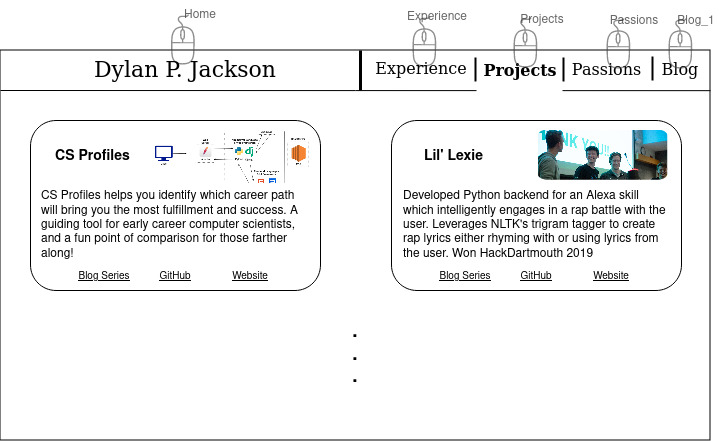 Home
Experience
Projects
Passions
Blog_1
Dylan P. Jackson
Experience
Projects
Passions
Blog
CS Profiles
CS Profiles helps you identify which career path
will bring you the most fulfillment and success. A
guiding tool for early career computer scientists,
and a fun point of comparison for those farther
along!
Blog Series
GitHub
Website
Lil' Lexie
THANK YOU!!
Developed Python backend for an Alexa skill
which intelligently engages in a rap battle with the
user. Leverages NLTK's trigram tagger to create
rap lyrics either rhyming with or using lyrics from
the user. Won HackDartmouth 2019
Blog Series
GitHub
Website